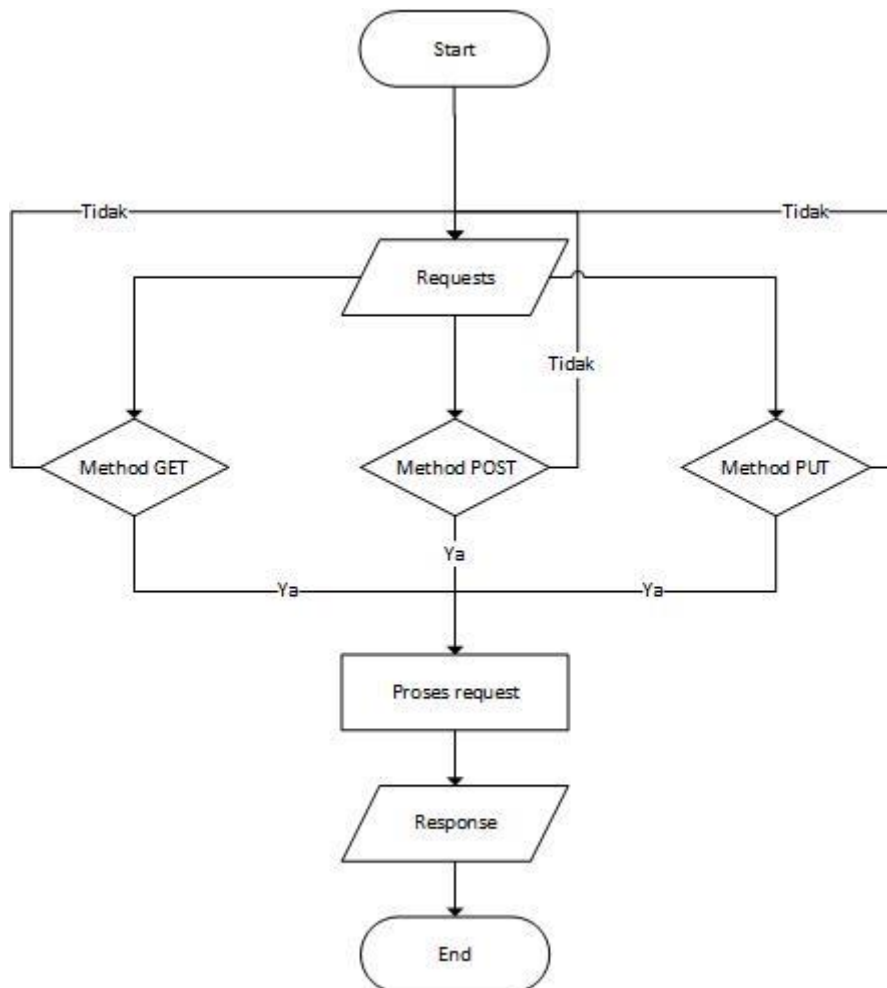 Start
Tidak
Tidak
Requests
Tidak
Method GET
Method POST
Method PUT
Ya
Ya
Ya
Proses request
Response
End